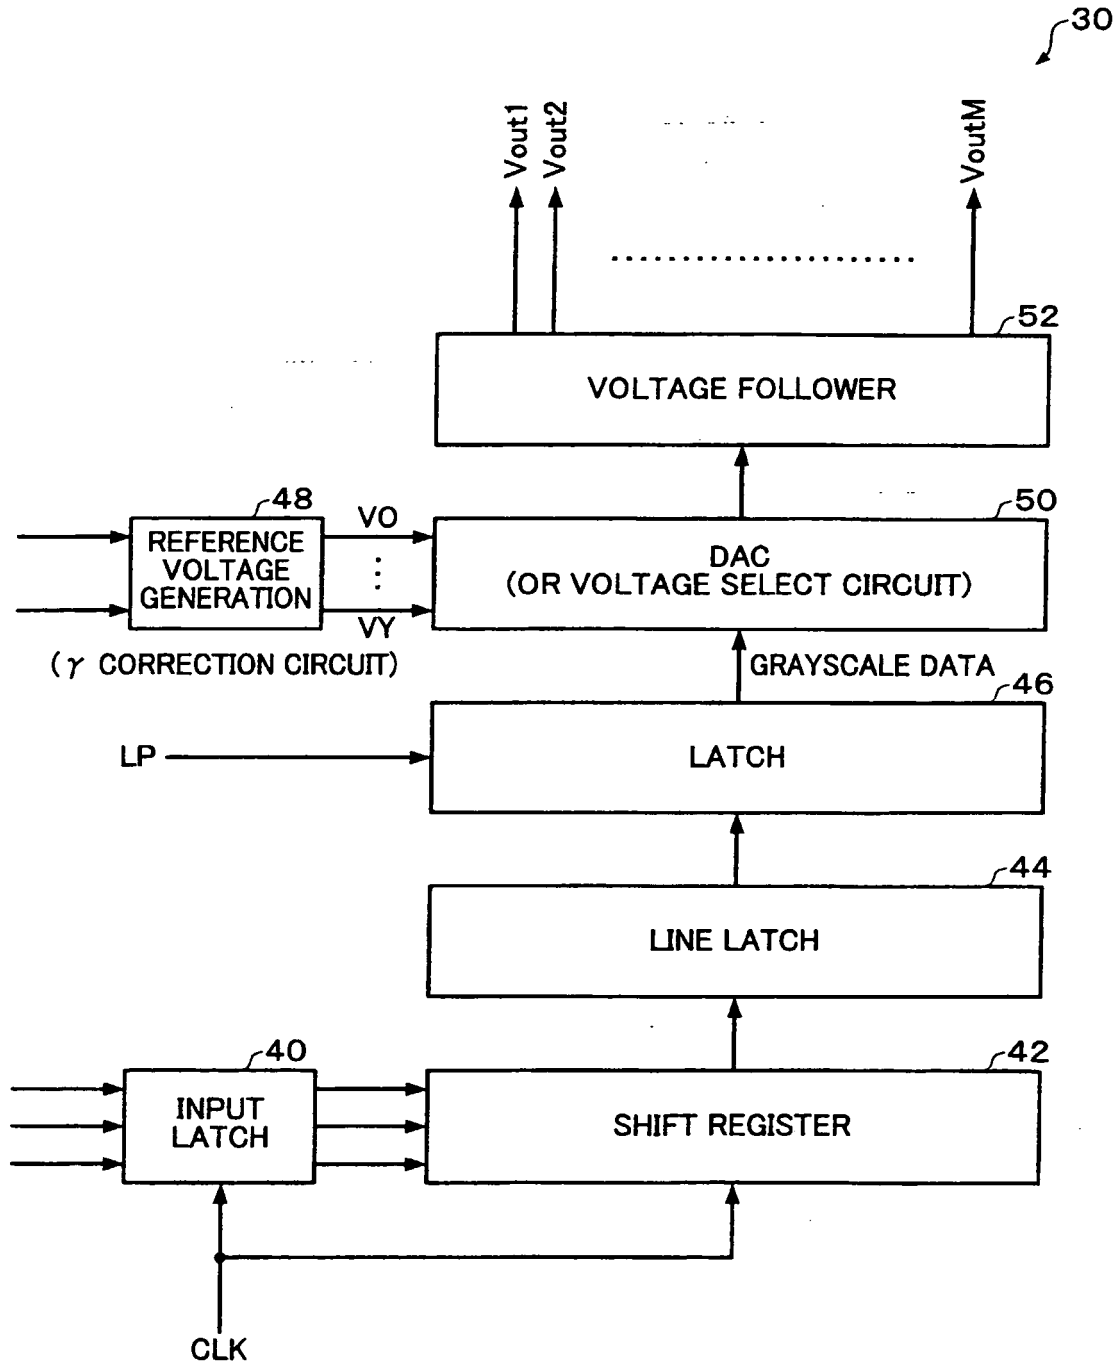 30
Vout1
Vout2
VoutM
52
VOLTAGE FOLLOWER
48
50
REFERENCE
VOLTAGE
GENERATION
V0
VY
DAC
(OR VOLTAGE SELECT CIRCUIT)
(γ CORRECTION CIRCUIT)
GRAYSCALE DATA
46
LP
LATCH
44
LINE LATCH
40
42
INPUT
LATCH
SHIFT REGISTER
CLK